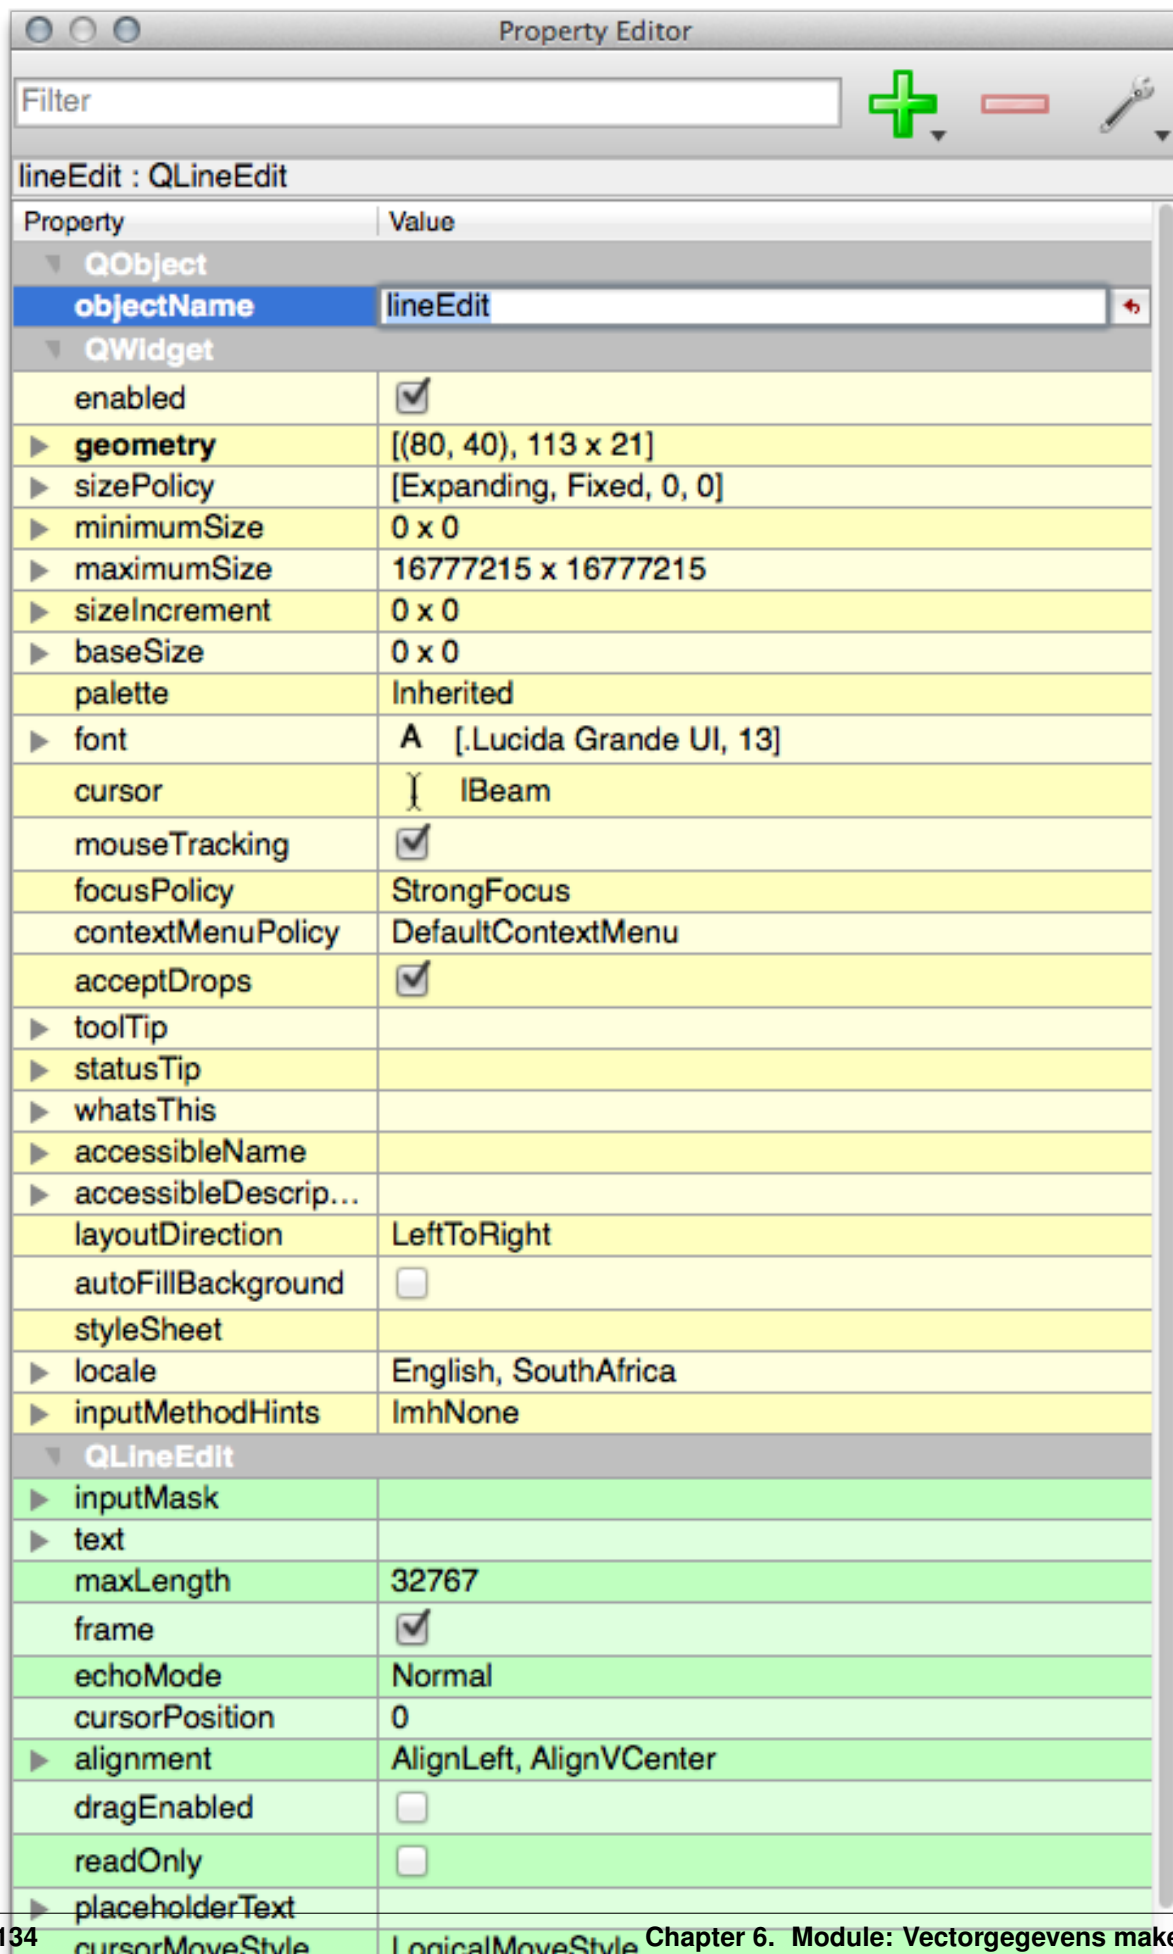 Property Editor
Filter
lineEdit : QLineEdit
Property Value
QObject
objectName lineEdit
QWidget
enabled
geometry [(80, 40), 113 x 21]
sizePolicy [Expanding, Fixed, 0, 0]
minimumSize 0 x 0
maximumSize 16777215 x 16777215
sizeIncrement 0 x 0
baseSize 0 x 0
palette Inherited
font A [.Lucida Grande UI, 13]
cursor IBeam
mouseTracking
focusPolicy StrongFocus
contextMenuPolicy DefaultContextMenu
acceptDrops
toolTip
statusTip
whatsThis
accessibleName
accessibleDescrip...
layoutDirection LeftToRight
autoFillBackground
styleSheet
locale English, SouthAfrica
inputMethodHints ImhNone
QLineEdit
inputMask
text
maxLength 32767
frame
echoMode Normal
cursorPosition 0
alignment AlignLeft, AlignVCenter
dragEnabled
readOnly
placeholderText
cursorMoveStyle LogicalMoveStyle
134 Chapter 6. Module: Vectorgegevens mak